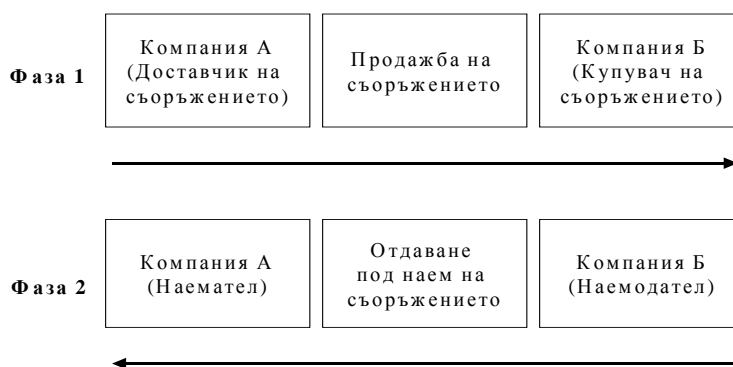 Фаза 1
Компания А
(Доставчик на
съоръжението)
Продажба на
съоръжението
Компания Б
(Купувач на
съоръжението)
Фаза 2
Компания А
(Наемател)
Отдаване
под наем на
съоръжението
Компания Б
(Наемодател)